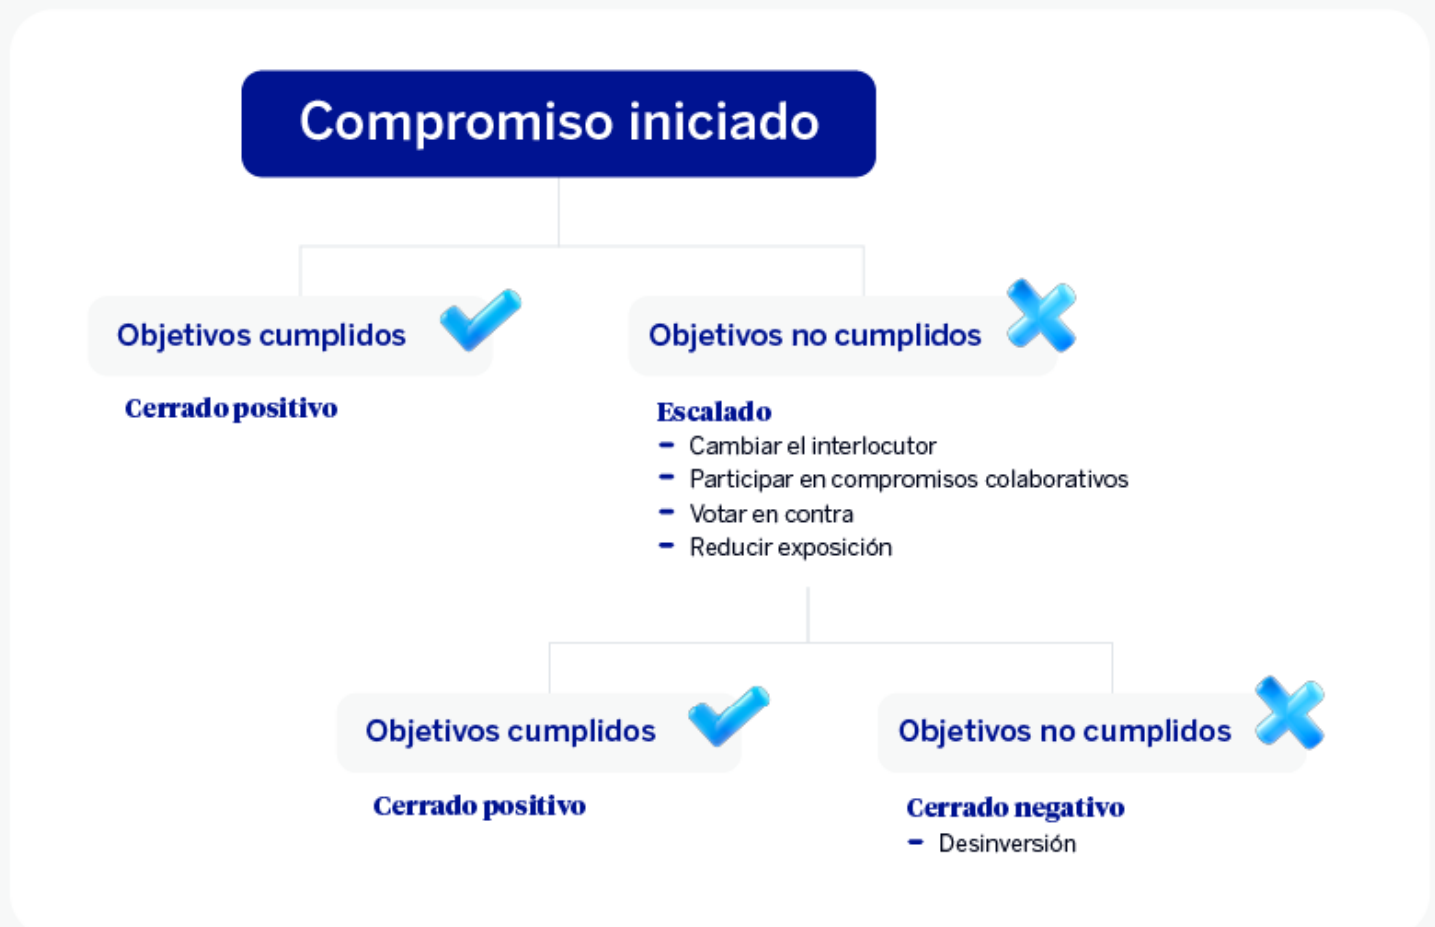 Compromiso iniciado
Objetivos cumplidos
Cerrado positivo
Objetivos no cumplidos
Escalado
- Cambiar el interlocutor
- Participar en compromisos colaborativos
- Votar en contra
- Reducir exposición
Objetivos cumplidos
Cerrado positivo
Objetivos no cumplidos
Cerrado negativo
- Desinversión